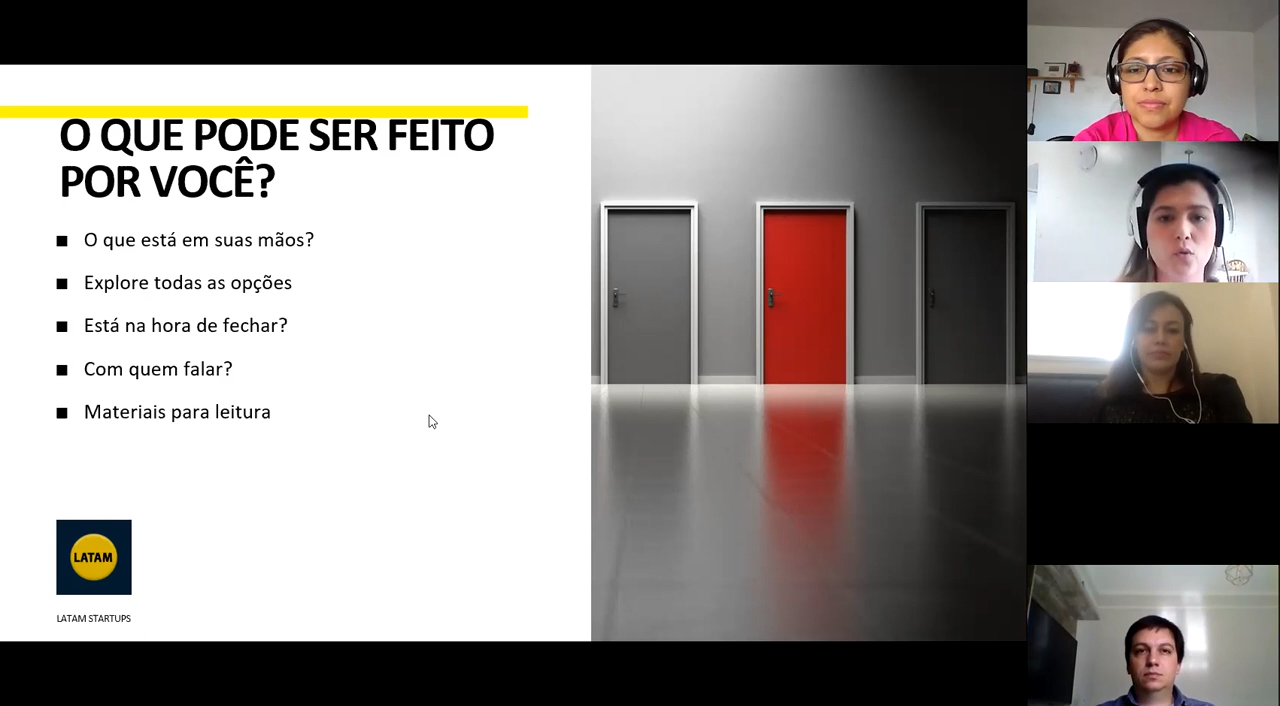 O QUE PODE SER FEITO
POR VOCÊ?
■ O que está em suas mãos?
■ Explore todas as opções
■ Está na hora de fechar?
■ Com quem falar?
■ Materiais para leitura
LATAM
LATAM STARTUPS